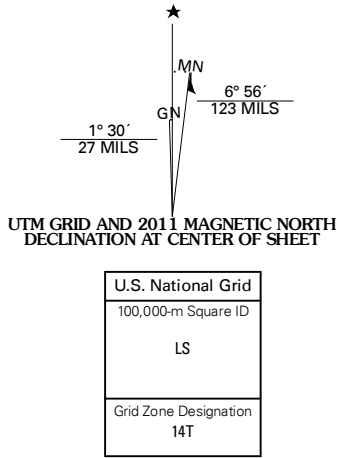 MN
GN
6° 56´
123 MILS
1° 30´
27 MILS
UTM GRID AND 2011 MAGNETIC NORTH
DECLINATION AT CENTER OF SHEET
U.S. National Grid
100,000-m Square ID
LS
Grid Zone Designation
14T